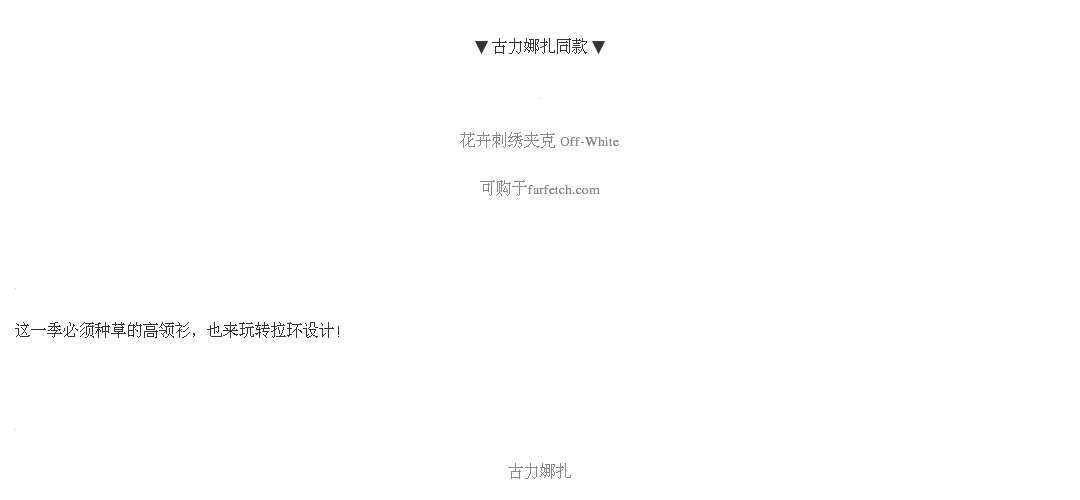 ▼ 古力娜扎同款 ▼
花卉刺绣夹克 Off-White
可购于farfetch.com
这一季必须种草的高领衫，也来玩转拉环设计！
古力娜扎